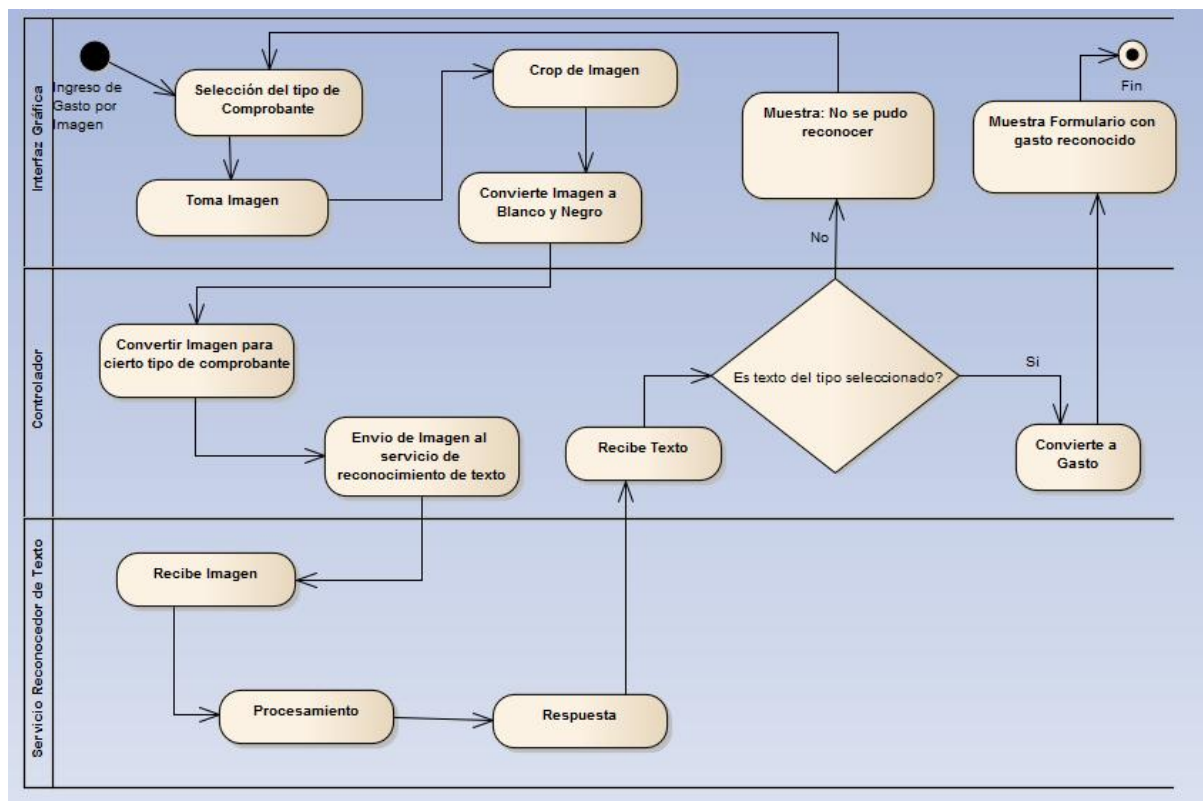 Interfaz Gráfica
Ingreso de
Gasto por
Imagen
Selección del tipo de
Comprobante
Toma Imagen
Crop de Imagen
Convierte Imagen a
Blanco y Negro
Muestra: No se pudo
reconocer
Fin
Muestra Formulario con
gasto reconocido
No
Controlador
Convertir Imagen para
cierto tipo de comprobante
Envio de Imagen al
servicio de
reconocimiento de texto
Recibe Texto
Es texto del tipo seleccionado?
Si
Convierte a
Gasto
Servicio Reconocedor de Texto
Recibe Imagen
Procesamiento
Respuesta